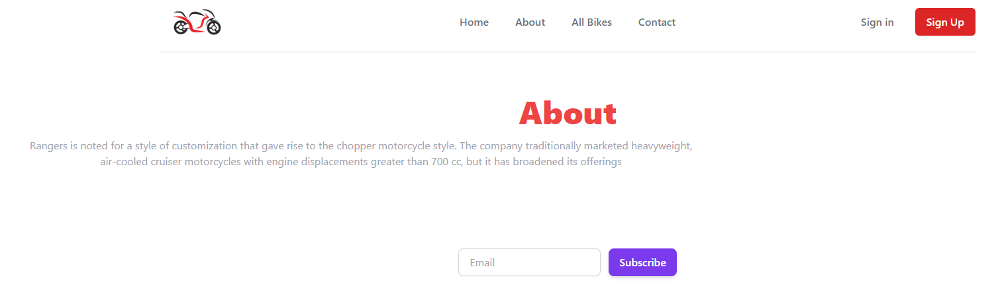 Home About All Bikes Contact Sign in Sign Up
About
Rangers is noted for a style of customization that gave rise to the chopper motorcycle style. The company traditionally marketed heavyweight,
air-cooled cruiser motorcycles with engine displacements greater than 700 cc, but it has broadened its offerings
Email Subscribe